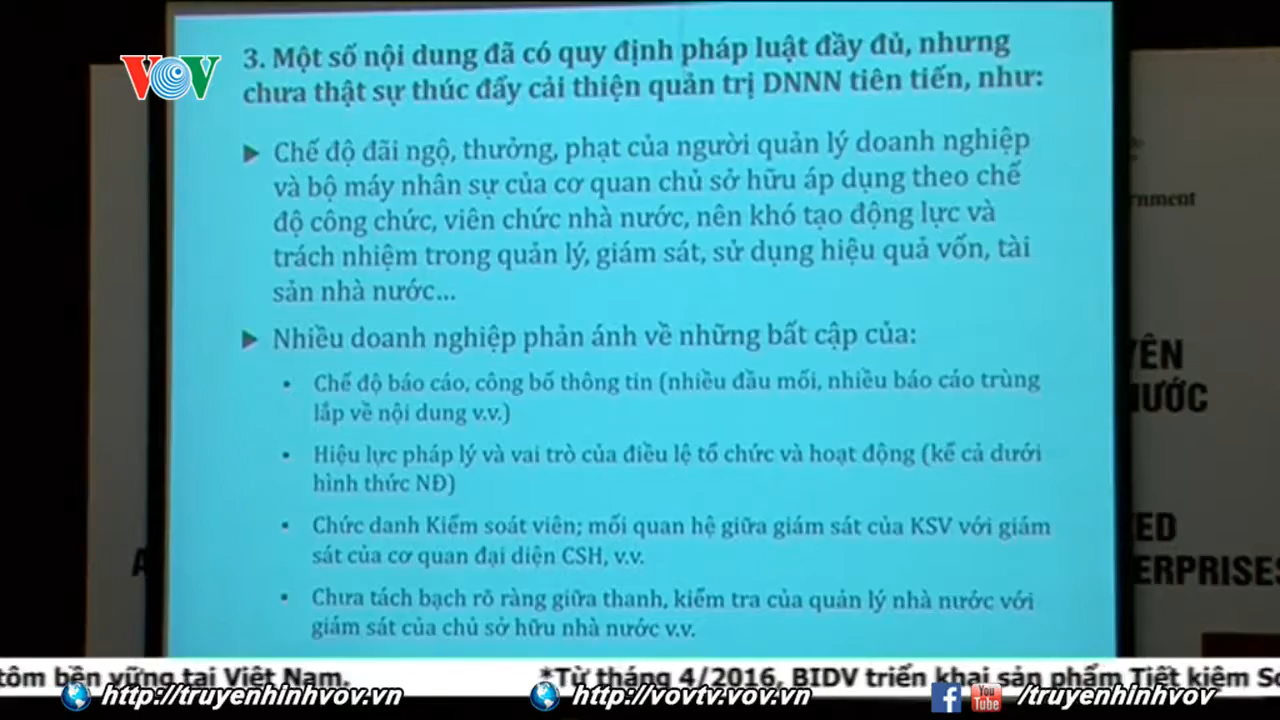 VOV
3. Một số nội dung đã có quy định pháp luật đầy đủ, nhưng
chưa thật sự thúc đẩy cải thiện quản trị DNNN tiên tiến, như:
► Chế độ đãi ngộ, thưởng, phạt của người quản lý doanh nghiệp
và bộ máy nhân sự của cơ quan chủ sở hữu áp dụng theo chế
độ công chức, viên chức nhà nước, nên khó tạo động lực và
trách nhiệm trong quản lý, giám sát, sử dụng hiệu quả vốn, tài
sản nhà nước...
► Nhiều doanh nghiệp phản ánh về những bất cập của:
• Chế độ báo cáo, công bố thông tin (nhiều đầu mối, nhiều báo cáo trùng
lắp về nội dung v.v.)
• Hiệu lực pháp lý và vai trò của điều lệ tổ chức và hoạt động (kể cả dưới
hình thức NĐ)
• Chức danh Kiểm soát viên; mối quan hệ giữa giám sát của KSV với giám
sát của cơ quan đại diện CSH, v.v.
• Chưa tách bạch rõ ràng giữa thanh, kiểm tra của quản lý nhà nước với
giám sát của chủ sở hữu nhà nước v.v.
rnment
YÊN
NƯỚC
ED
ERPRISES
A
tôm bền vững tại Việt Nam. *Từ tháng 4/2016, BIDV triển khai sản phẩm Tiết kiệm
http://truyenhinhvov.vn http://vovtv.vov.vn f You Tube /truyenhinhvov.vn